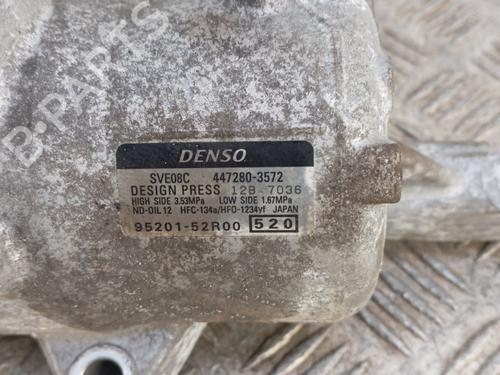 DENSO
SVE08C 447280-3572
DESIGN PRESS 128-7036
HIGH SIDE 3.53MPa LOW SIDE 1.67MPa
ND-OIL 12 HFC-134a/HFO-1234yf JAPAN
95201-52R00 520
B-PARTS